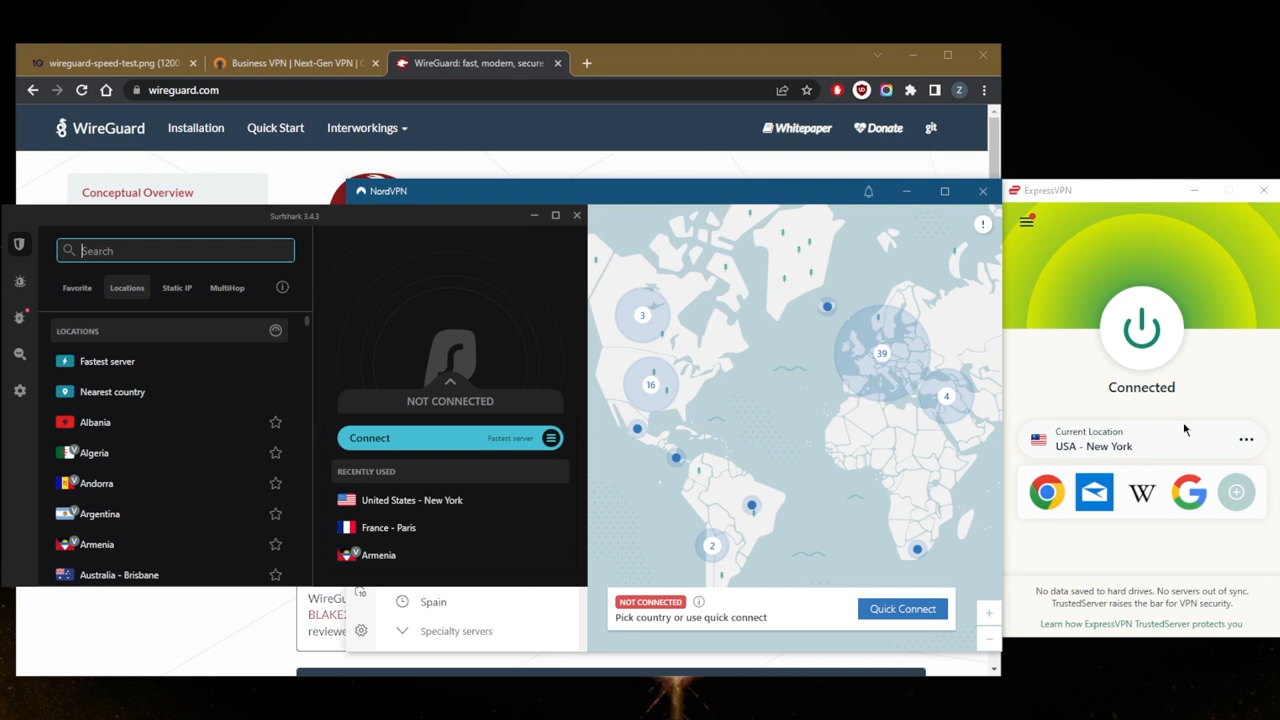 wireguard-speed-test.png (1200
Business VPN | Next-Gen VPN |
WireGuard: fast, modern, secure
wireguard.com
Z
WireGuard
Installation
Quick Start
Interworkings
Whitepaper
Donate
git
Conceptual Overview
NordVPN
ExpressVPN
Surfshark 3.4.3
Search
Favorite
Locations
Static IP
MultiHop
LOCATIONS
Fastest server
Nearest country
Albania
Algeria
Andorra
Argentina
Armenia
Australia - Brisbane
NOT CONNECTED
Connect
Fastest server
RECENTLY USED
United States - New York
France - Paris
Armenia
WireGu
BLAKE
reviewe
Spain
Specialty servers
3
16
39
4
2
NOT CONNECTED
Pick country or use quick connect
Quick Connect
Connected
Current Location
USA - New York
No data saved to hard drives. No servers out of sync.
TrustedServer raises the bar for VPN security.
Learn how ExpressVPN TrustedServer protects you